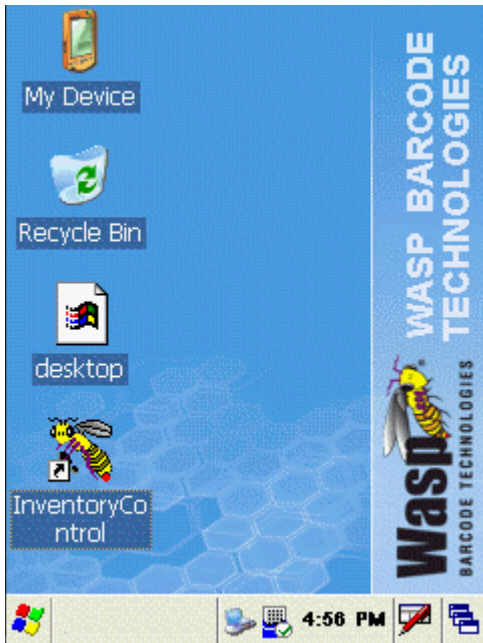 My Device
Recycle Bin
desktop
InventoryCo
ntrol
WASP BARCODE
TECHNOLOGIES
Wasp
BARCODE TECHNOLOGIES
4:56 PM